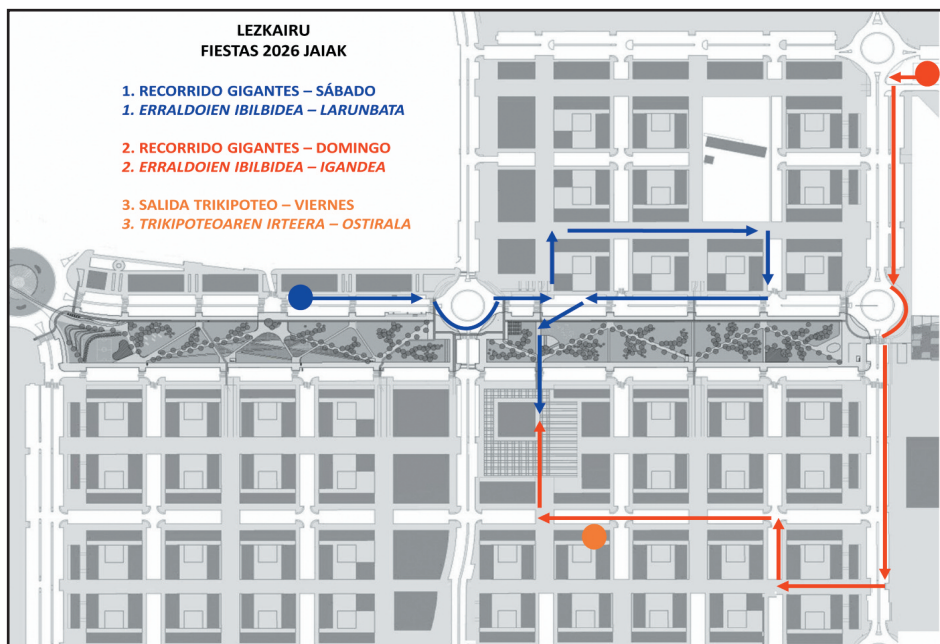 LEZKAIRU
FIESTAS 2026 JAIAK
1. RECORRIDO GIGANTES – SÁBADO
1. ERRALDOIEN IBILBIDEA – LARUNBATA
2. RECORRIDO GIGANTES – DOMINGO
2. ERRALDOIEN IBILBIDEA – IGANDEA
3. SALIDA TRIKIPOTEO – VIERNES
3. TRIKIPOTEOAREN IRTEERA – OSTIRALA